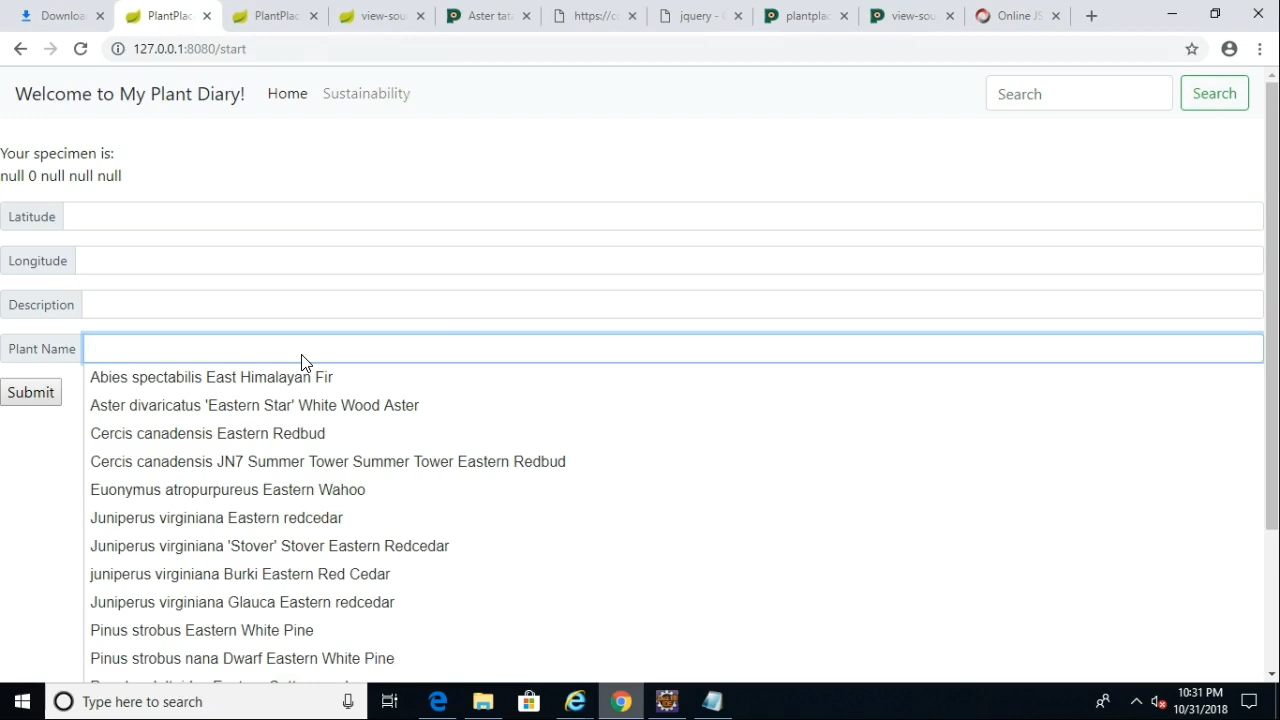 Downloa
PlantPlac
PlantPlac
view-sou
Aster tata
https://c
jquery -
plantplac
view-sou
Online JS
127.0.0.1:8080/start
Welcome to My Plant Diary!
Home
Sustainability
Search
Search
Your specimen is:
null 0 null null null
Latitude
Longitude
Description
Plant Name
Submit
Abies spectabilis East Himalayan Fir
Aster divaricatus 'Eastern Star' White Wood Aster
Cercis canadensis Eastern Redbud
Cercis canadensis JN7 Summer Tower Summer Tower Eastern Redbud
Euonymus atropurpureus Eastern Wahoo
Juniperus virginiana Eastern redcedar
Juniperus virginiana 'Stover' Stover Eastern Redcedar
juniperus virginiana Burki Eastern Red Cedar
Juniperus virginiana Glauca Eastern redcedar
Pinus strobus Eastern White Pine
Pinus strobus nana Dwarf Eastern White Pine
Type here to search
10:31 PM
10/31/2018